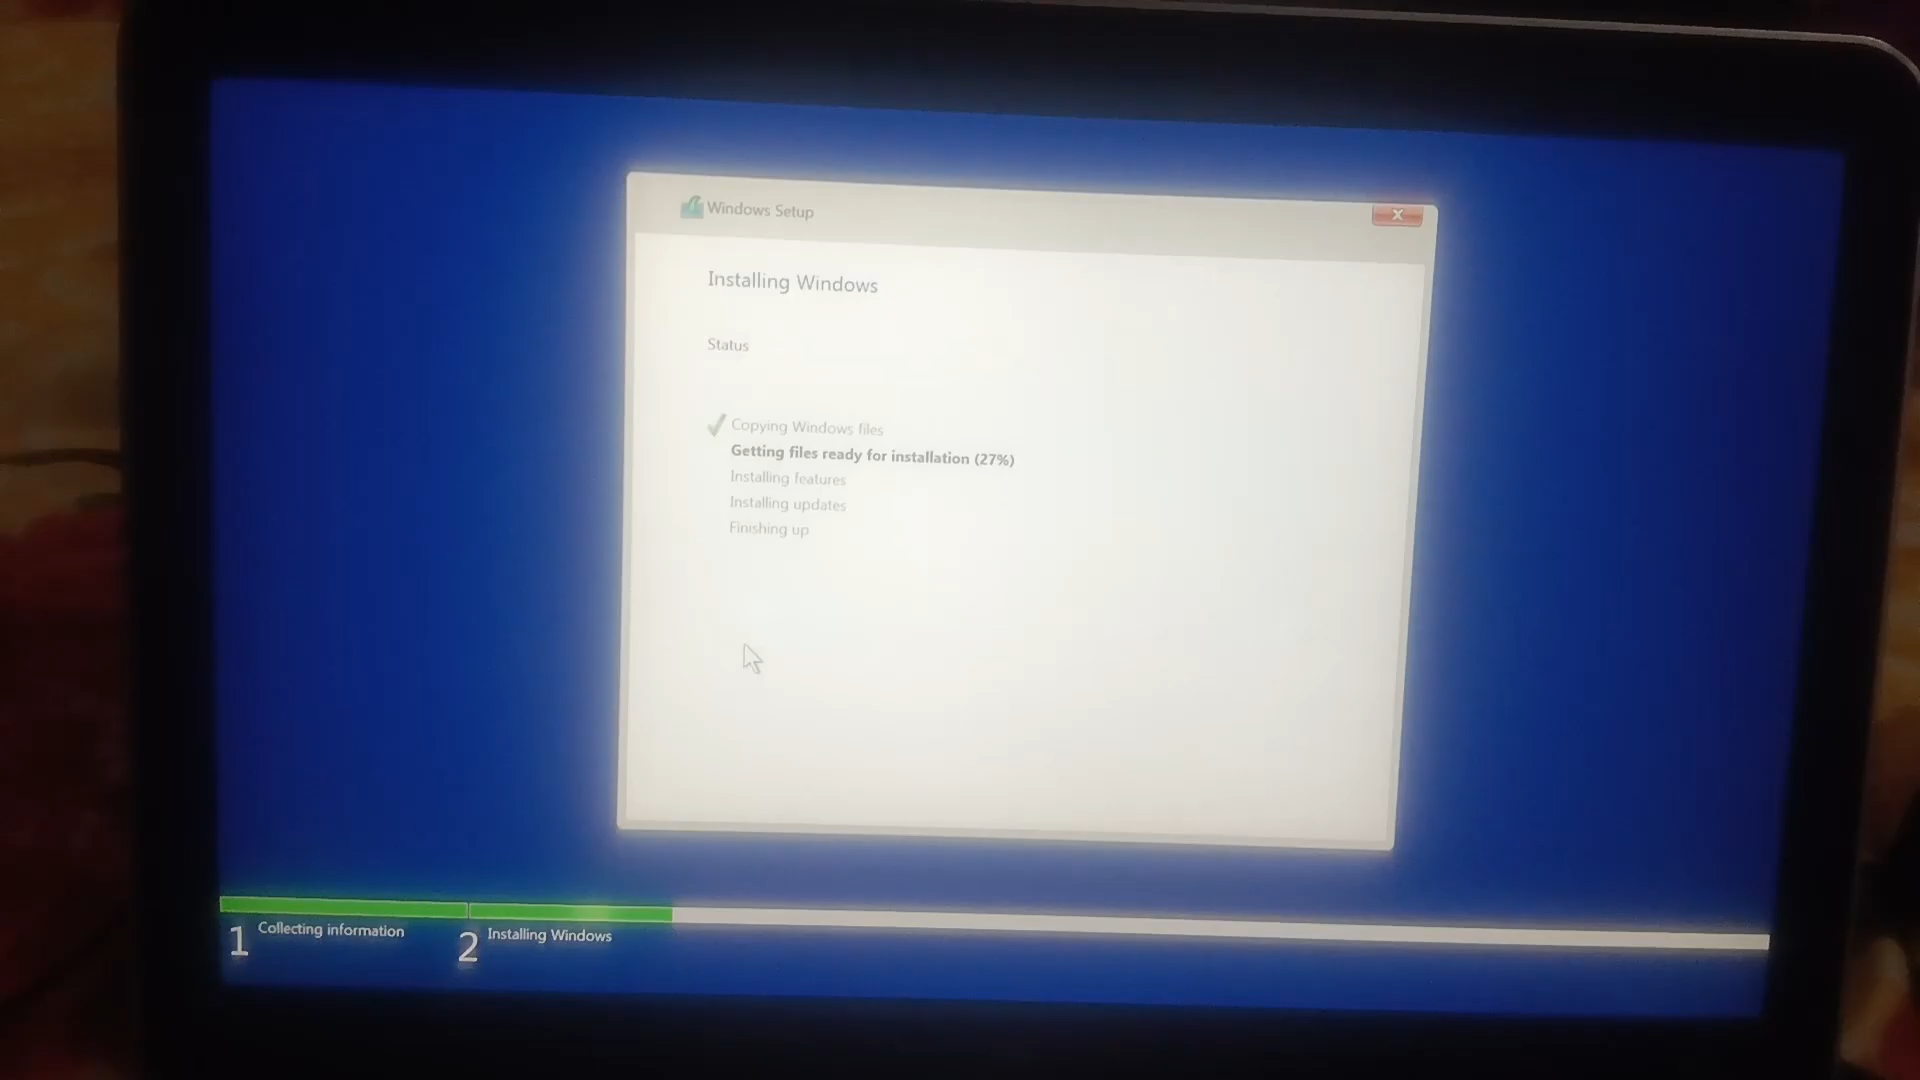 Windows Setup
X
Installing Windows
Status
Copying Windows files
Getting files ready for installation (27%)
Installing features
Installing updates
Finishing up
1 Collecting information
2 Installing Windows